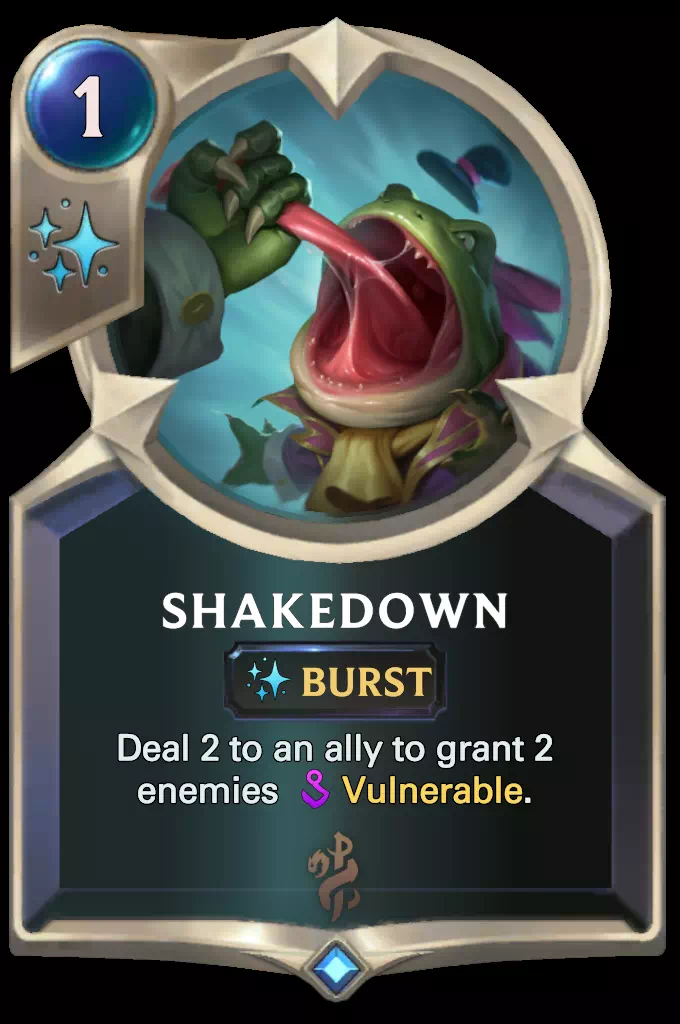 1
SHAKEDOWN
BURST
Deal 2 to an ally to grant 2
enemies Vulnerable.